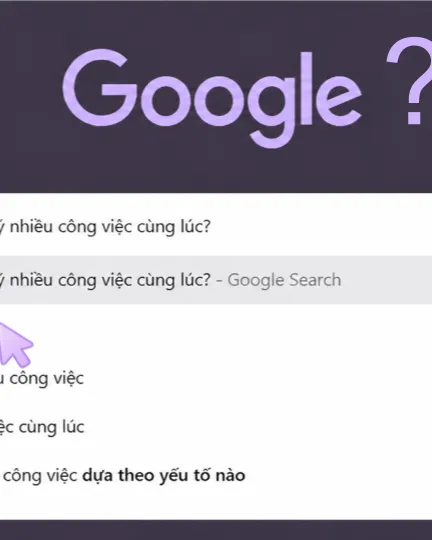 Google ?
ý nhiều công việc cùng lúc?
ý nhiều công việc cùng lúc? - Google Search
u công việc
ệc cùng lúc
công việc dựa theo yếu tố nào